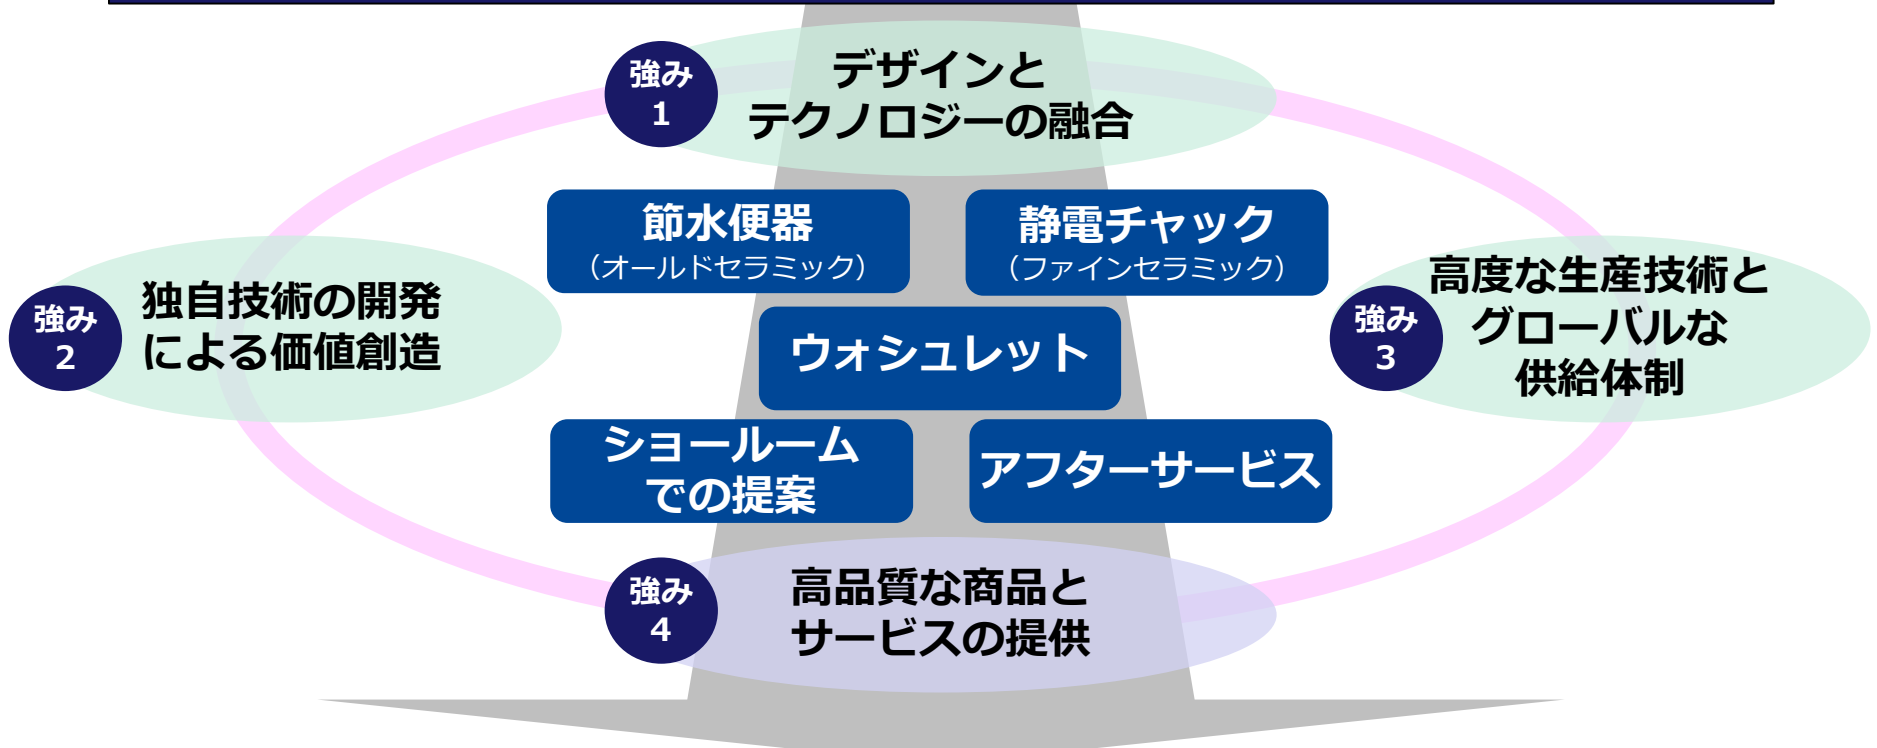 強み
1
デザインと
テクノロジーの融合
節水便器
（オールドセラミック）
静電チャック
（ファインセラミック）
強み
2
独自技術の開発
による価値創造
ウォシュレット
強み
3
高度な生産技術と
グローバルな
供給体制
ショールーム
での提案
アフターサービス
強み
4
高品質な商品と
サービスの提供